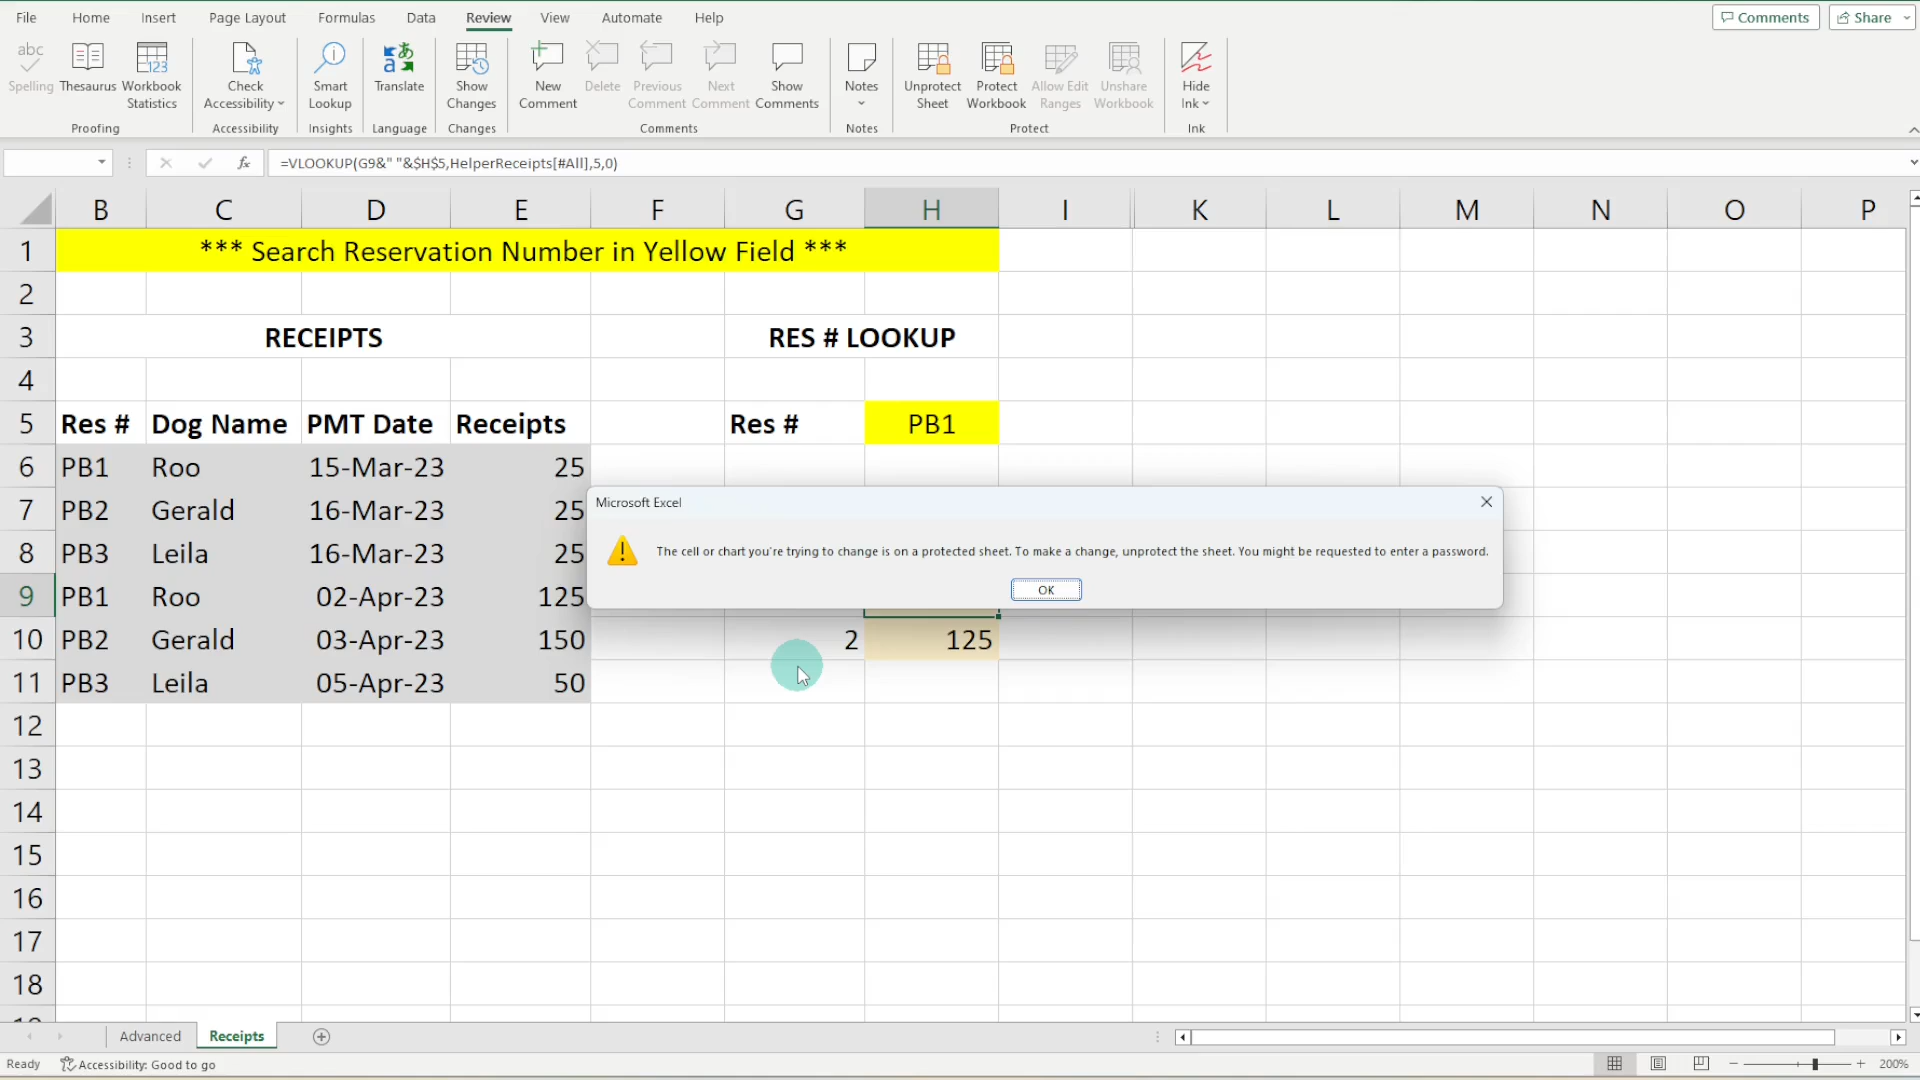 File Home Insert Page Layout Formulas Data Review View Automate Help Comments Share
abc
Spelling Thesaurus Workbook Statistics Check Accessibility Smart Lookup Translate Show Changes New Comment Delete Previous Comment Next Comment Show Comments Notes Unprotect Sheet Protect Workbook Allow Edit Ranges Unshare Workbook Hide Ink
Proofing Accessibility Insights Language Changes Comments Notes Protect Ink
fx =VLOOKUP(G9&" "&$H$5,HelperReceipts[#All],5,0)
B C D E F G H I K L M N O P
1 *** Search Reservation Number in Yellow Field ***
2
3 RECEIPTS RES # LOOKUP
4
5 Res # Dog Name PMT Date Receipts Res # PB1
6 PB1 Roo 15-Mar-23 25
7 PB2 Gerald 16-Mar-23 25
8 PB3 Leila 16-Mar-23 25
9 PB1 Roo 02-Apr-23 125
10 PB2 Gerald 03-Apr-23 150 2 125
11 PB3 Leila 05-Apr-23 50
12
13
14
15
16
17
18
Microsoft Excel
The cell or chart you're trying to change is on a protected sheet. To make a change, unprotect the sheet. You might be requested to enter a password.
OK
Advanced Receipts
Ready Accessibility: Good to go 200%